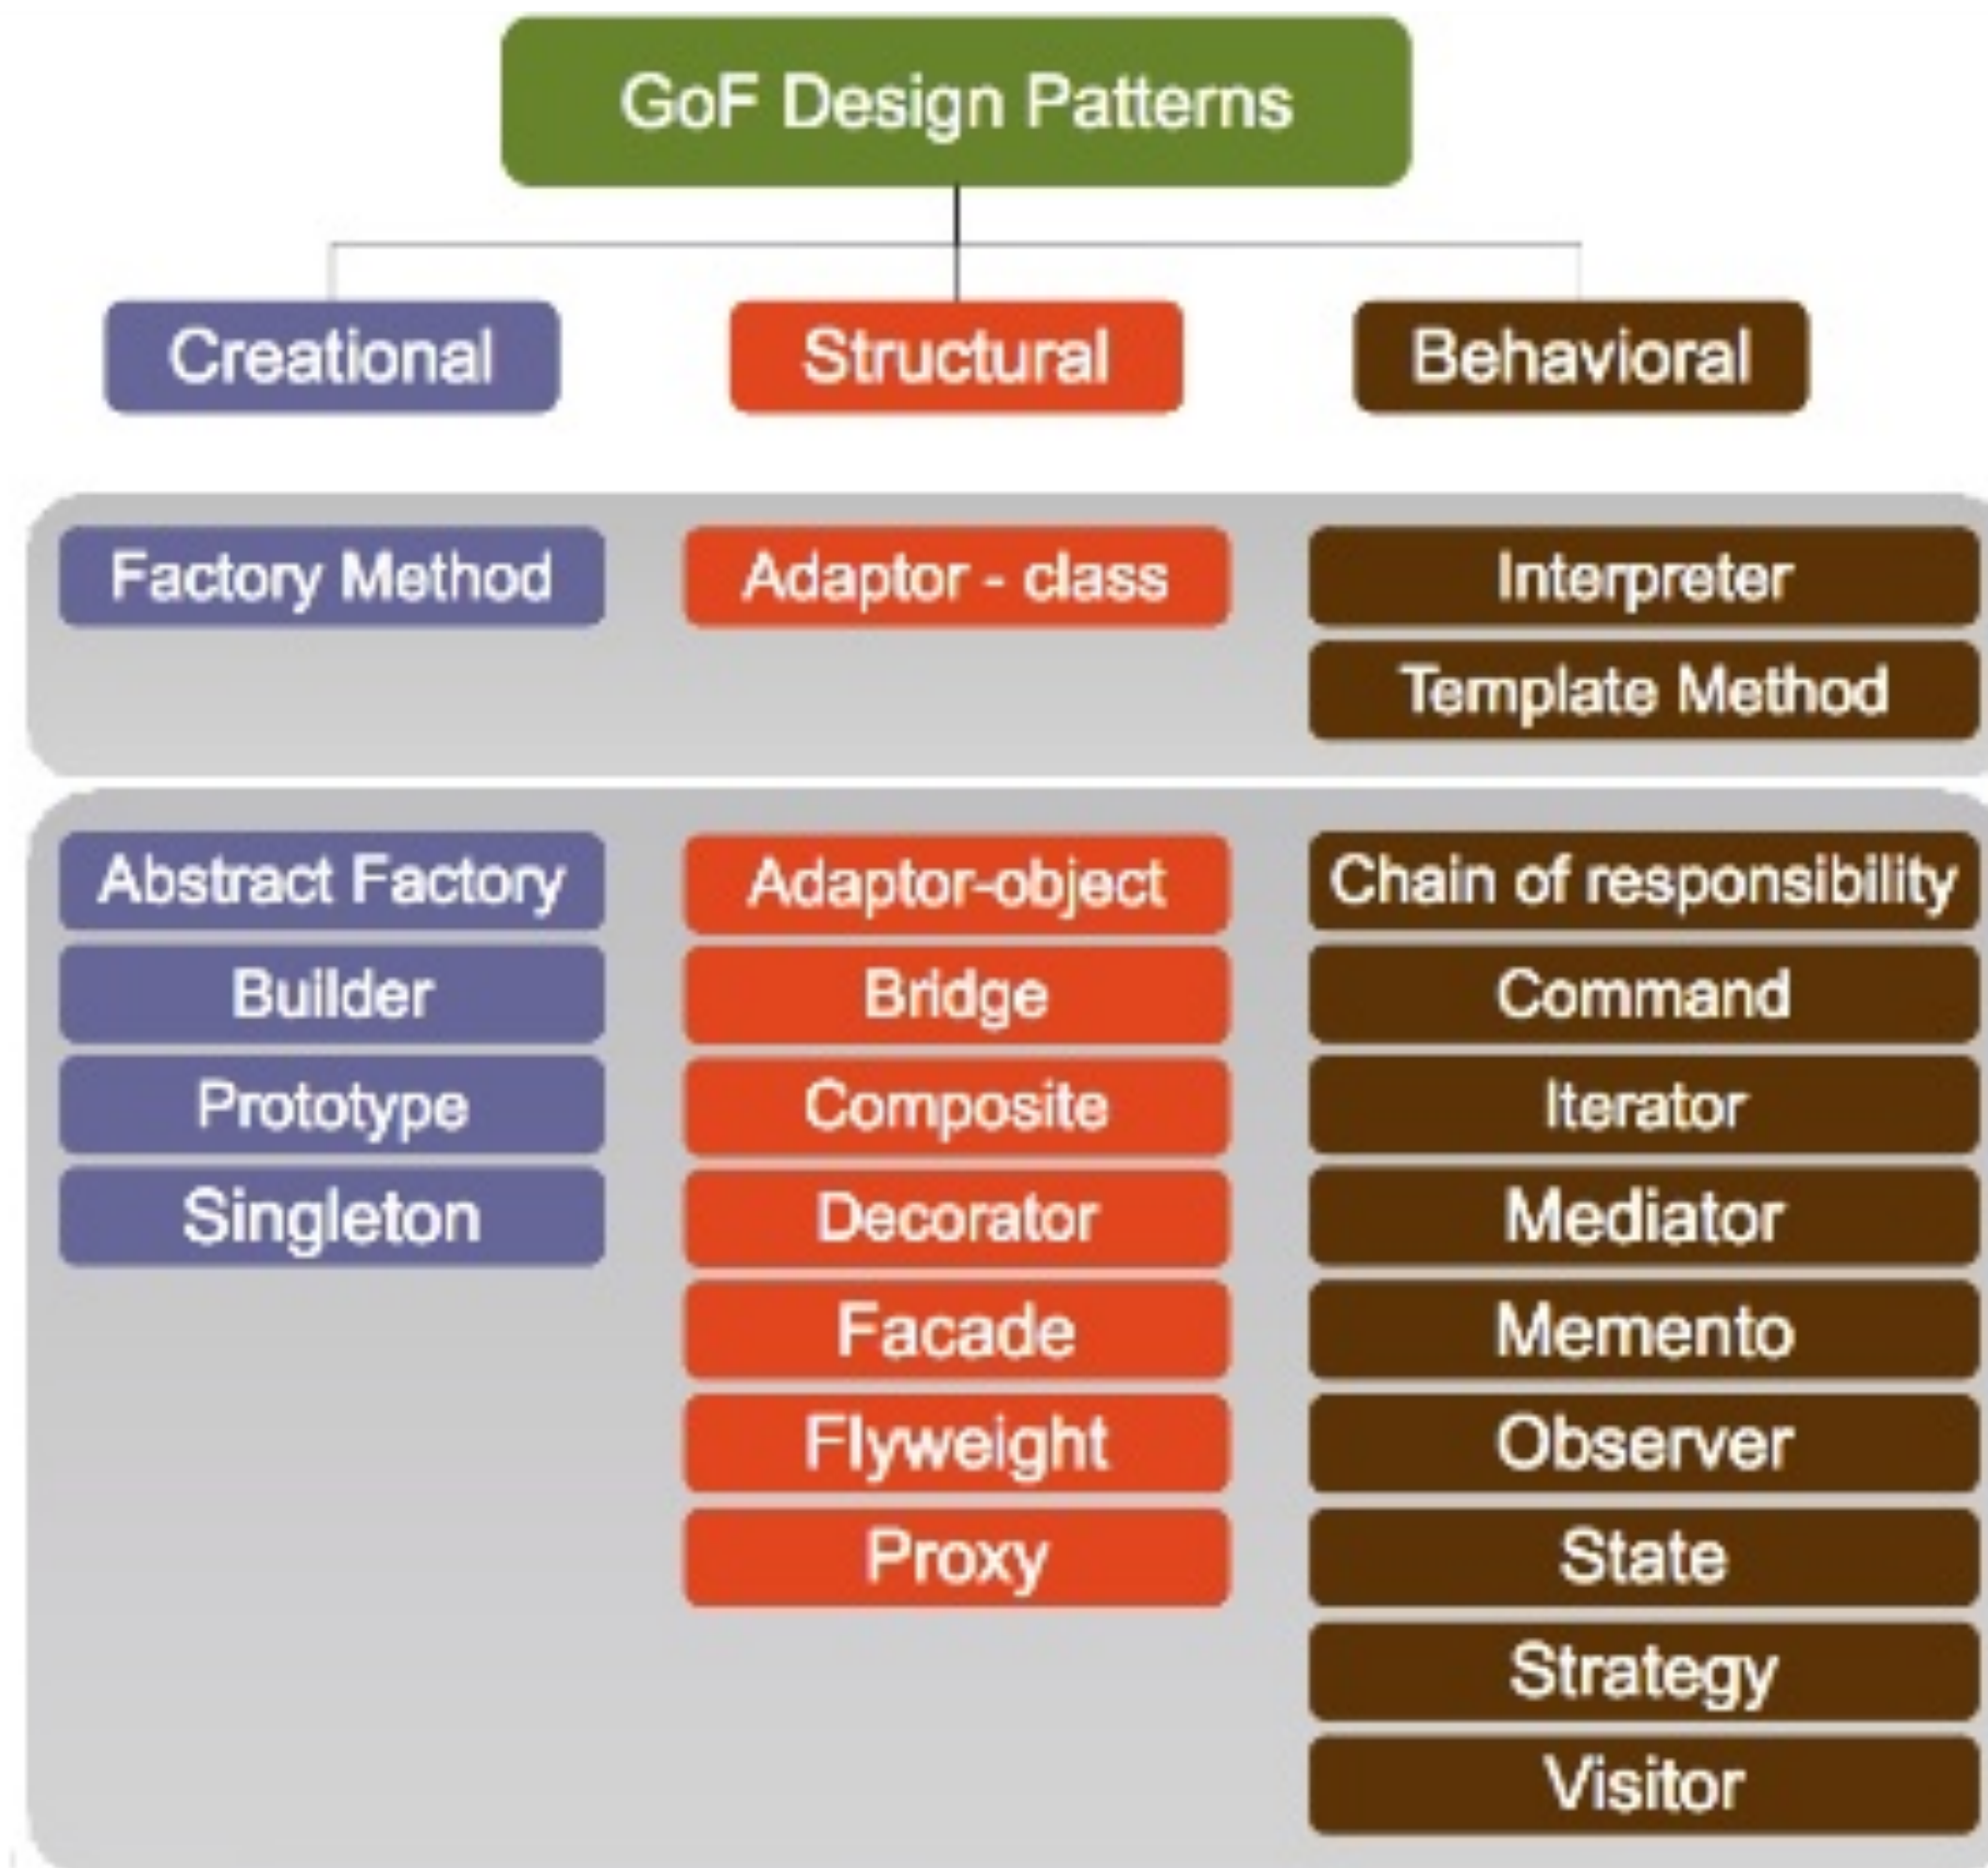 GoF Design Patterns
Creational
Structural
Behavioral
Factory Method
Adaptor - class
Interpreter
Template Method
Abstract Factory
Adaptor-object
Chain of responsibility
Builder
Bridge
Command
Prototype
Composite
Iterator
Singleton
Decorator
Mediator
Facade
Memento
Flyweight
Observer
Proxy
State
Strategy
Visitor